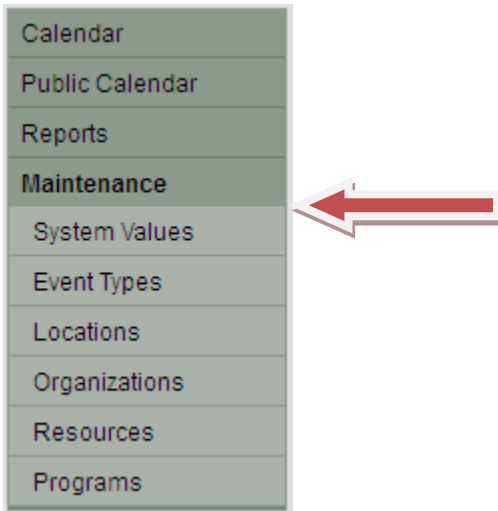 Calendar
Public Calendar
Reports
Maintenance
System Values
Event Types
Locations
Organizations
Resources
Programs